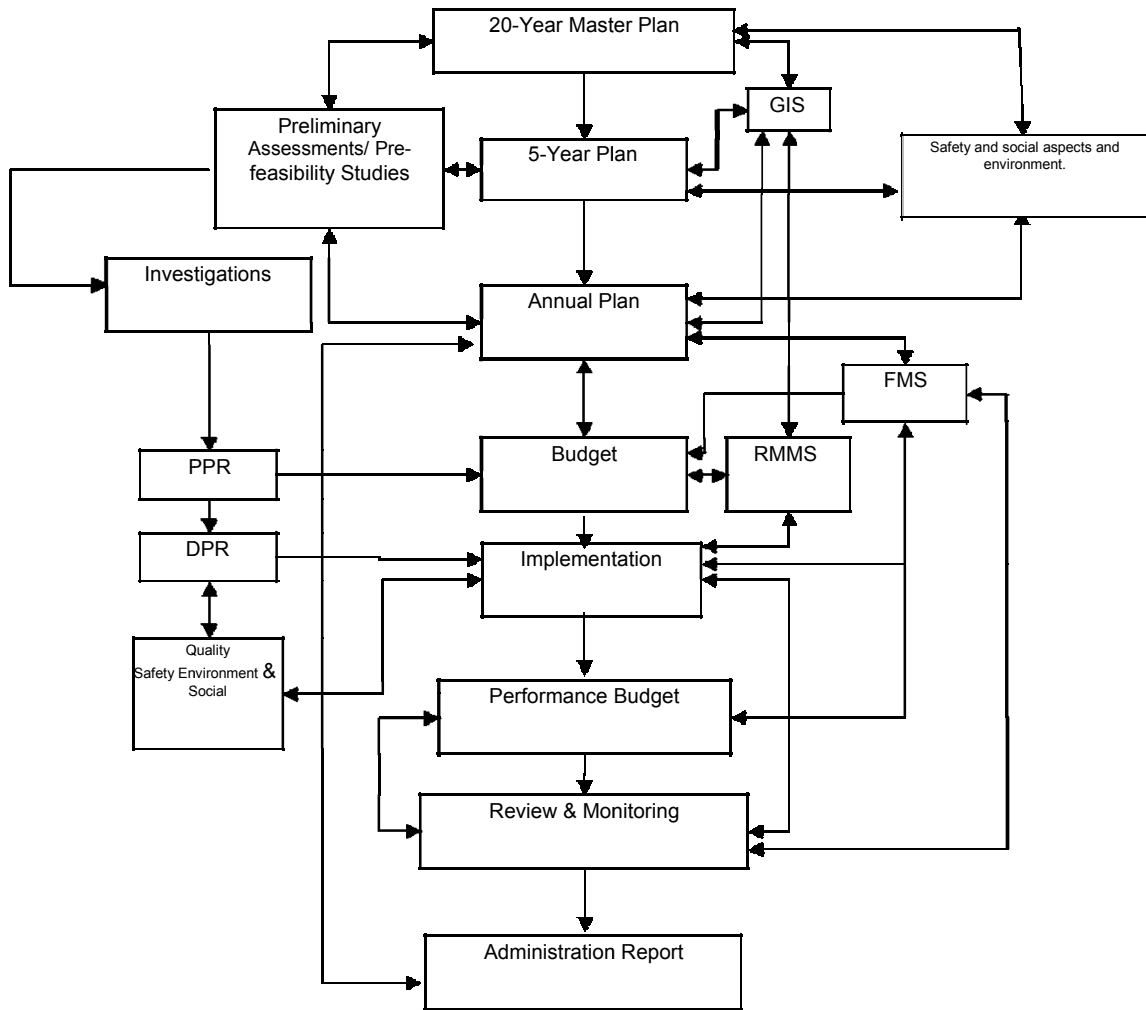 20-Year Master Plan
GIS
Preliminary
Assessments/ Pre-
feasibility Studies
5-Year Plan
Safety and social aspects and
environment.
Investigations
Annual Plan
FMS
PPR
Budget
RMMS
DPR
Implementation
Quality
Safety Environment &
Social
Performance Budget
Review & Monitoring
Administration Report